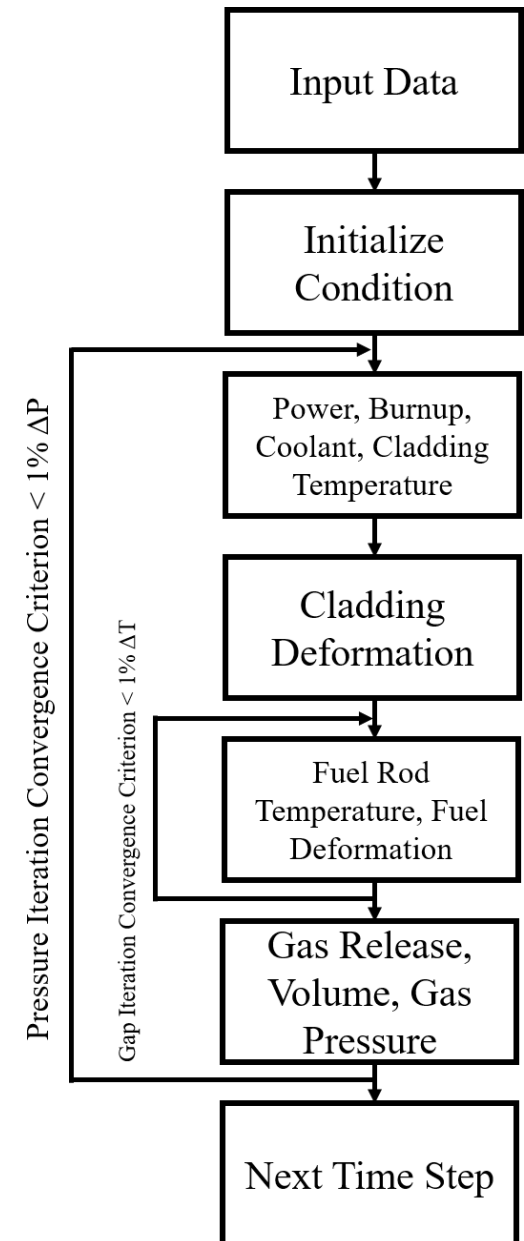 Input Data
Initialize
Condition
Power, Burnup,
Coolant, Cladding
Temperature
Cladding
Deformation
Fuel Rod
Temperature, Fuel
Deformation
Gas Release,
Volume, Gas
Pressure
Next Time Step
Pressure Iteration Convergence Criterion < 1% ΔP
Gap Iteration Convergence Criterion < 1% ΔT